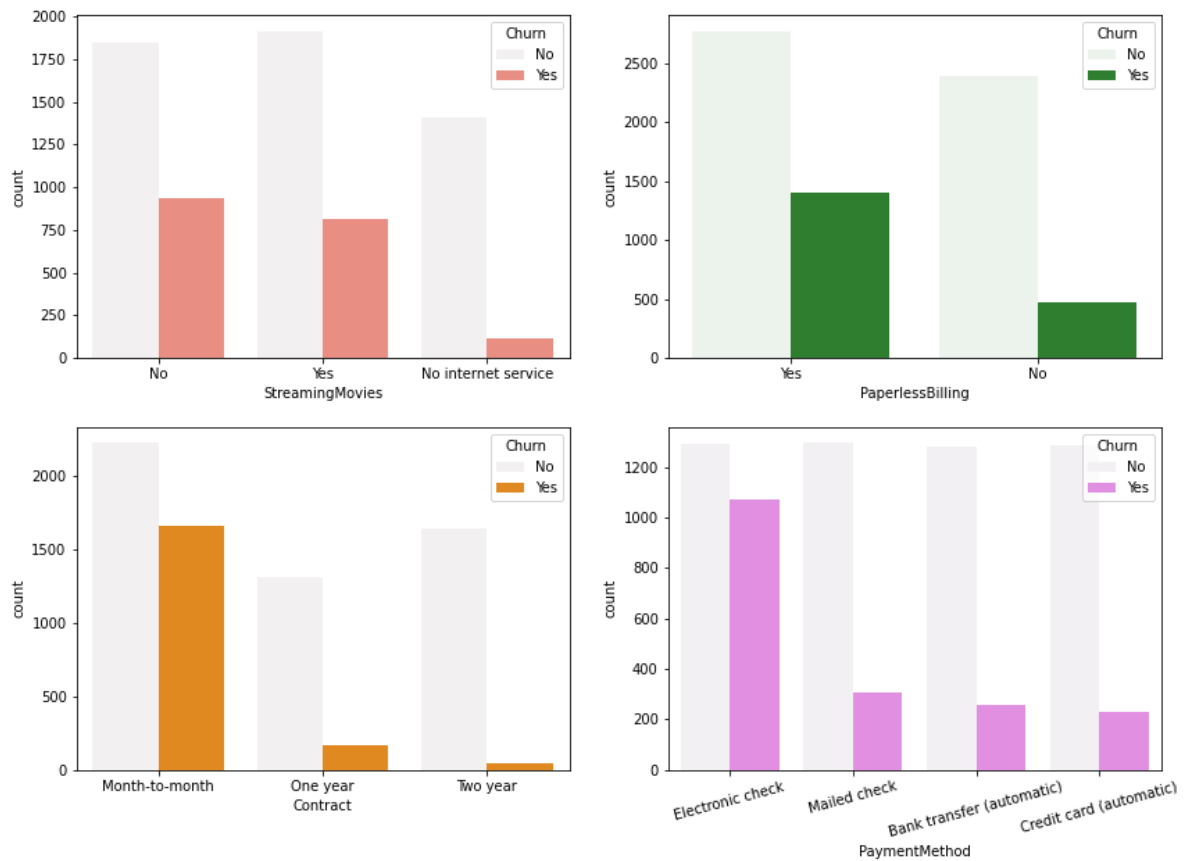 2000
1750
1500
1250
1000
750
500
250
0
count
Churn
No
Yes
No Yes No internet service
StreamingMovies
2500
2000
1500
1000
500
0
count
Churn
No
Yes
Yes No
PaperlessBilling
2000
1500
1000
500
0
count
Churn
No
Yes
Month-to-month One year Two year
Contract
1200
1000
800
600
400
200
0
count
Churn
No
Yes
Electronic check Mailed check Bank transfer (automatic) Credit card (automatic)
PaymentMethod